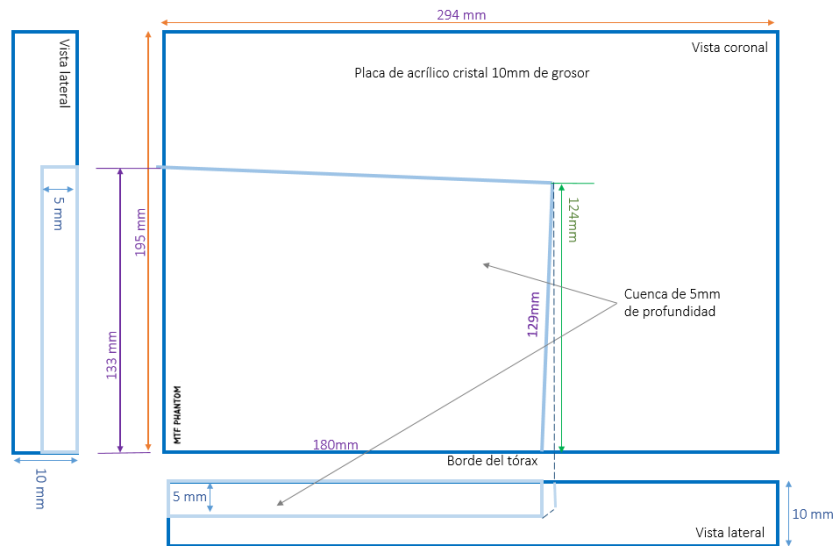 294 mm
Vista lateral
Vista coronal
Placa de acrílico cristal 10mm de grosor
5 mm
195 mm
133 mm
124mm
129mm
Cuenca de 5mm
de profundidad
MTF PHANTOM
180mm
Borde del tórax
10 mm
5 mm
10 mm
Vista lateral